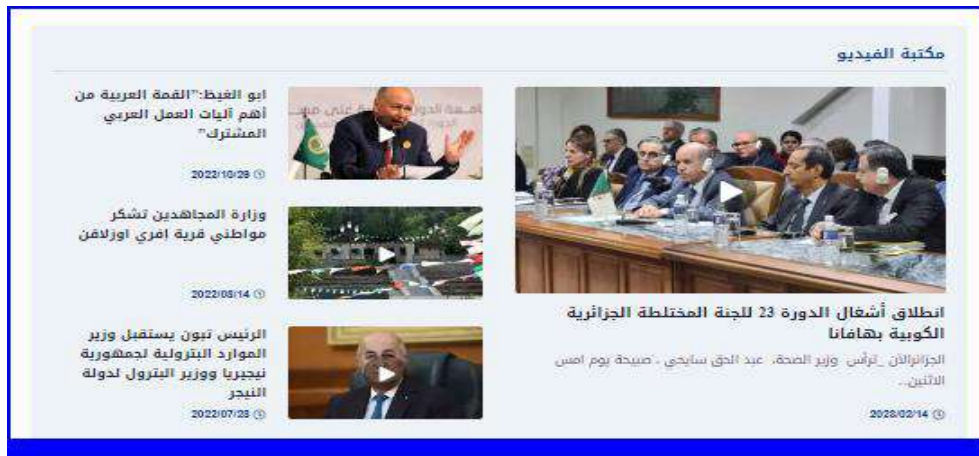 مكتبة الفيديو
انطلاق أشغال الدورة 23 للجنة المختلطة الجزائرية
الكوبية بهافانا
الجزائرالآن _ترأس وزير الصحة، عبد الحق سايحي ، صبيحة يوم امس
الاثنين...
2023/02/14
ابو الغيط:"القمة العربية من
أهم آليات العمل العربي
المشترك"
2022/10/29
وزارة المجاهدين تشكر
مواطني قرية افري اوزلاقن
2022/08/14
الرئيس تبون يستقبل وزير
الموارد البترولية لجمهورية
نيجيريا ووزير البترول لدولة
النيجر
2022/07/28